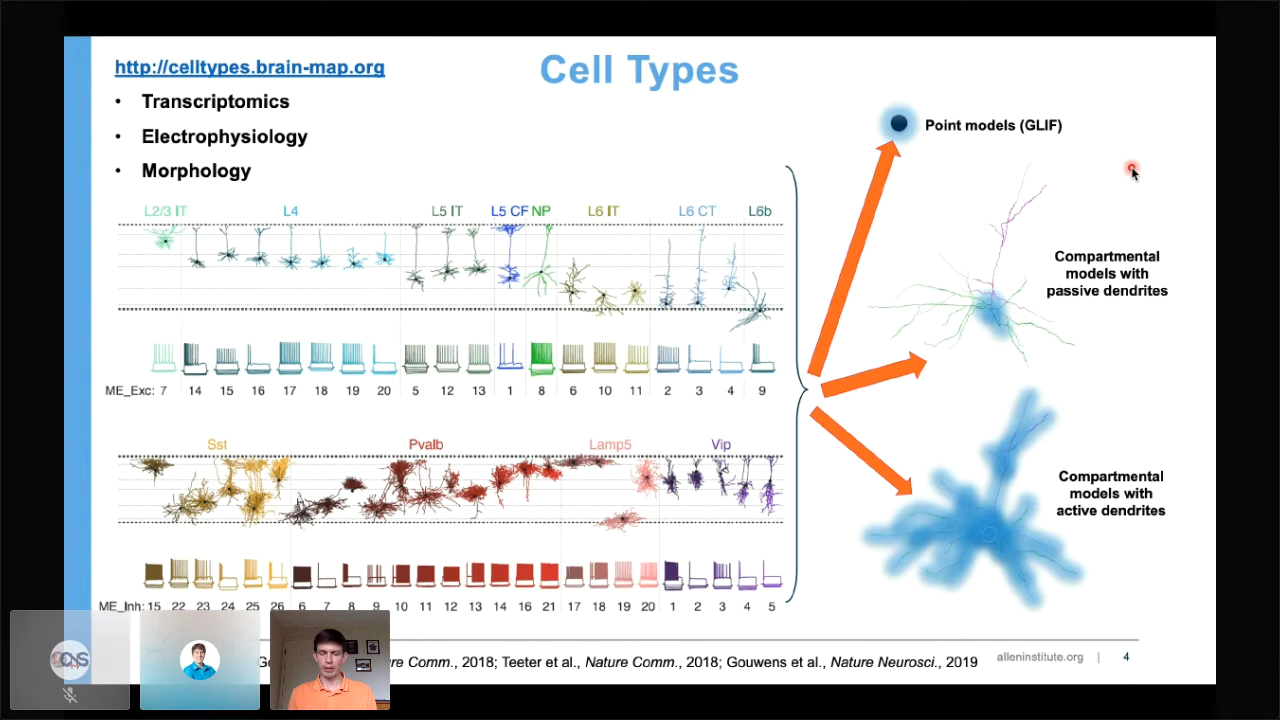 http://celltypes.brain-map.org
Cell Types
• Transcriptomics
• Electrophysiology
• Morphology
Point models (GLIF)
L2/3 IT L4 L5 IT L5 CF NP L6 IT L6 CT L6b
ME_Exc: 7 14 15 16 17 18 19 20 5 12 13 1 8 6 10 11 2 3 4 9
Compartmental
models with
passive dendrites
Sst Pvalb Lamp5 Vip
ME_Inh: 15 22 23 24 25 26 6 7 8 9 10 11 12 13 14 16 21 17 18 19 20 1 2 3 4 5
Compartmental
models with
active dendrites
Comm., 2018; Teeter et al., Nature Comm., 2018; Gouwens et al., Nature Neurosci., 2019
alleninstitute.org | 4